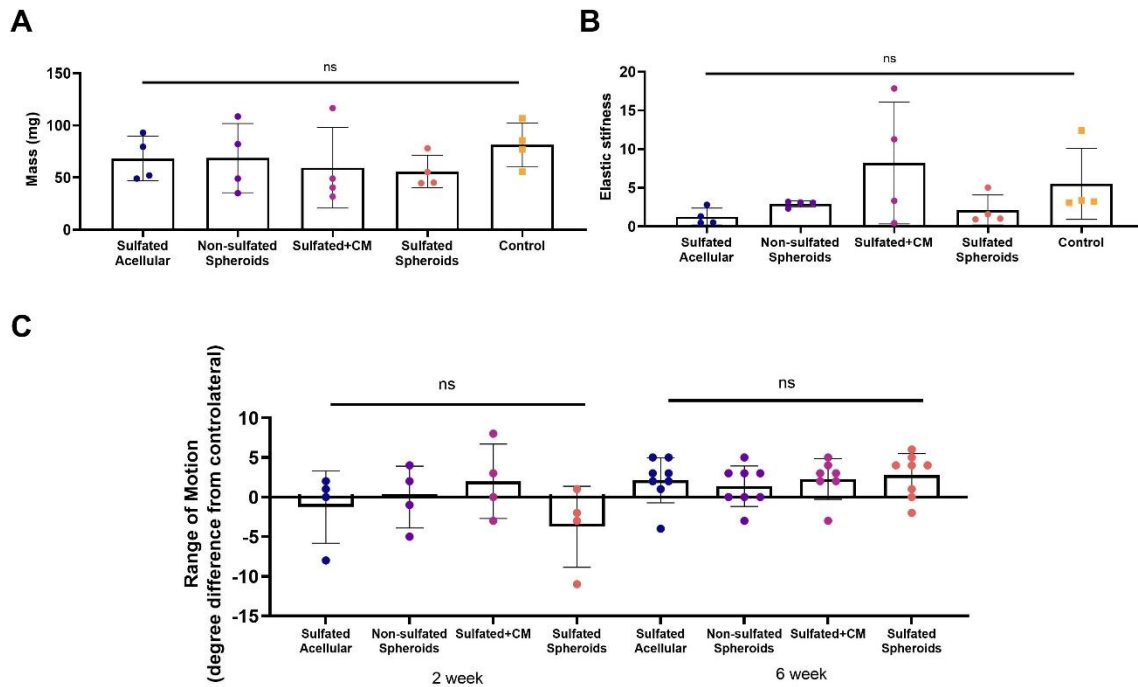 A
B
ns
150
100
50
0
Mass (mg)
Sulfated
Acellular
Non-sulfated
Spheroids
Sulfated+CM
Sulfated
Spheroids
Control
ns
20
15
10
5
0
Elastic stifness
Sulfated
Acellular
Non-sulfated
Spheroids
Sulfated+CM
Sulfated
Spheroids
Control
C
ns
ns
10
5
0
-5
-10
-15
Range of Motion
(degree difference from controlateral)
Sulfated
Acellular
Non-sulfated
Spheroids
Sulfated+CM
Sulfated
Spheroids
Sulfated
Acellular
Non-sulfated
Spheroids
Sulfated+CM
Sulfated
Spheroids
2 week
6 week